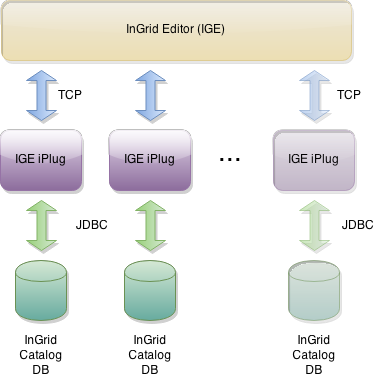 InGrid Editor (IGE)
TCP
TCP
IGE iPlug
IGE iPlug
...
IGE iPlug
JDBC
JDBC
InGrid
Catalog
DB
InGrid
Catalog
DB
InGrid
Catalog
DB